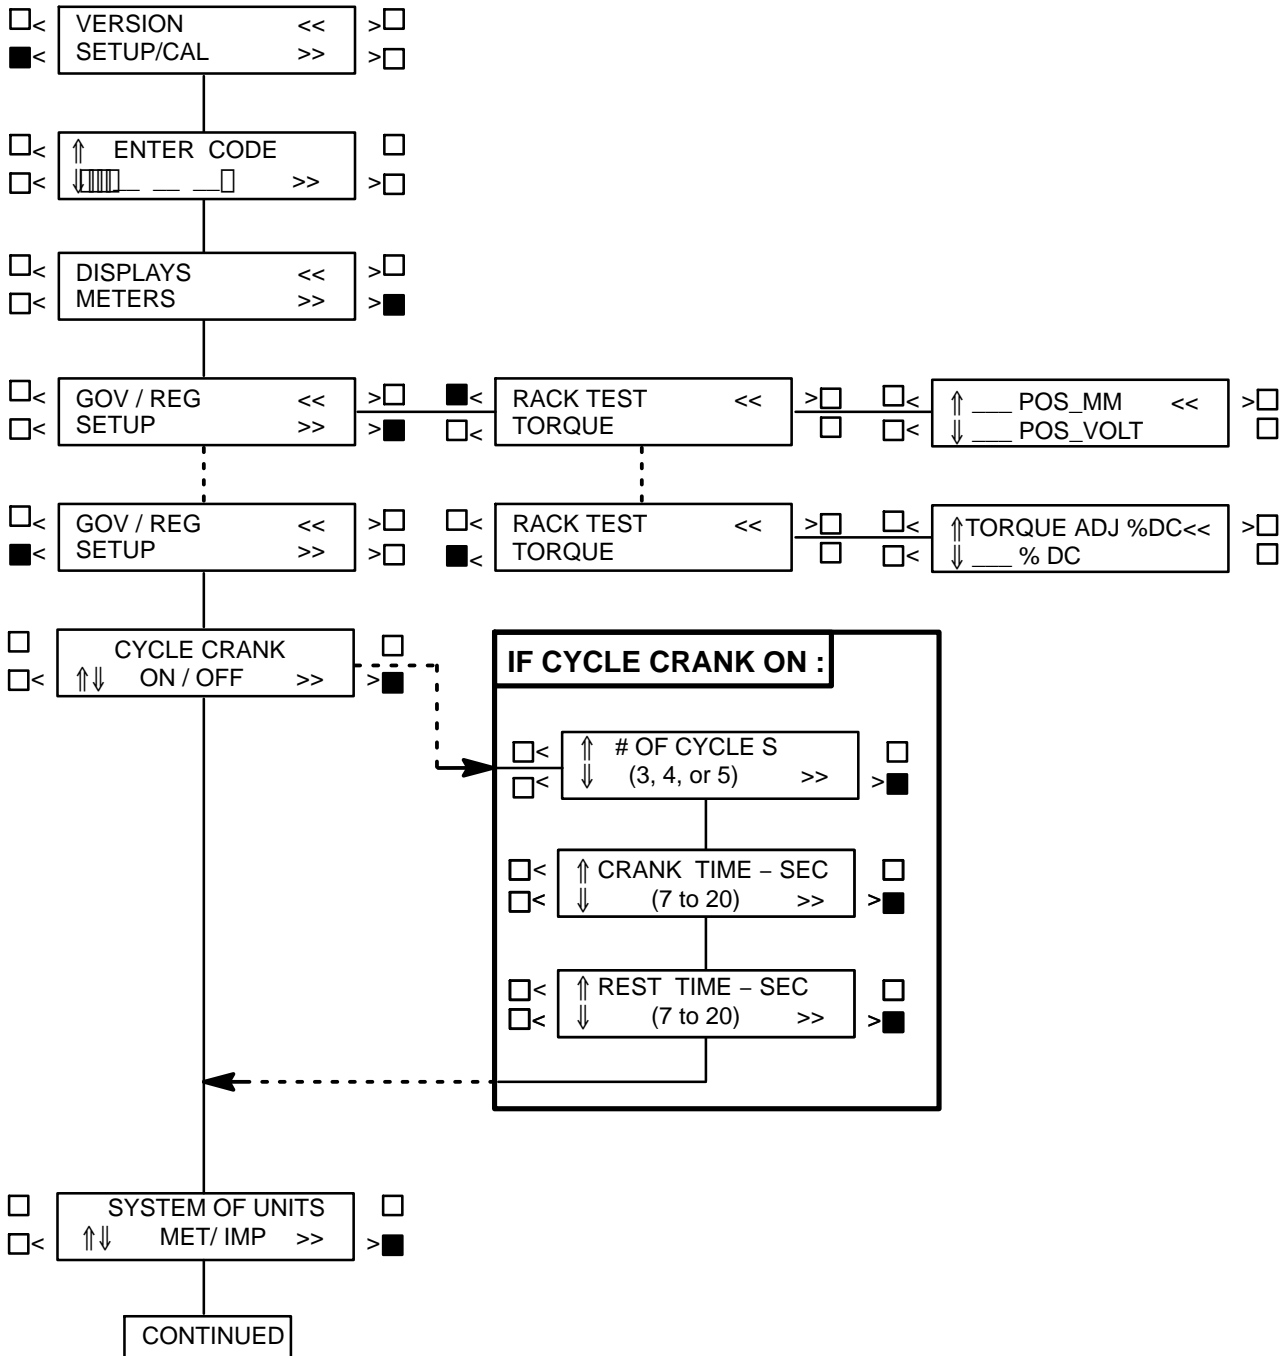 VERSION <<
SETUP/CAL >>
⇑ ENTER CODE
⇓ __ __ __ >>
DISPLAYS <<
METERS >>
GOV / REG <<
SETUP >>
RACK TEST <<
TORQUE
⇑ ___ POS_MM <<
⇓ ___ POS_VOLT
GOV / REG <<
SETUP >>
RACK TEST <<
TORQUE
⇑TORQUE ADJ %DC<<
⇓ ___ % DC
CYCLE CRANK
⇑⇓ ON / OFF >>
IF CYCLE CRANK ON :
⇑ # OF CYCLE S
⇓ (3, 4, or 5) >>
⇑ CRANK TIME – SEC
⇓ (7 to 20) >>
⇑ REST TIME – SEC
⇓ (7 to 20) >>
SYSTEM OF UNITS
⇑⇓ MET/ IMP >>
CONTINUED